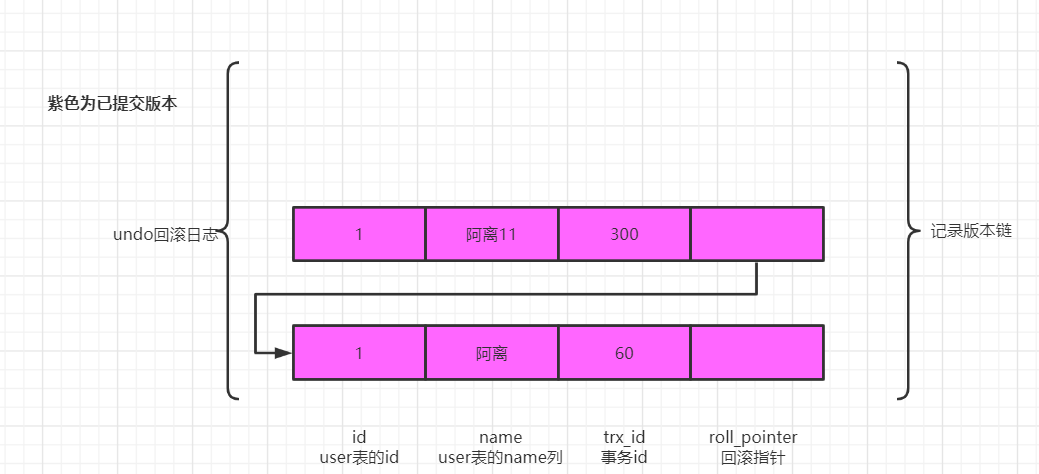 紫色为已提交版本
undo回滚日志
记录版本链
1 阿离11 300
1 阿离 60
id name trx_id roll_pointer
user表的id user表的name列 事务id 回滚指针